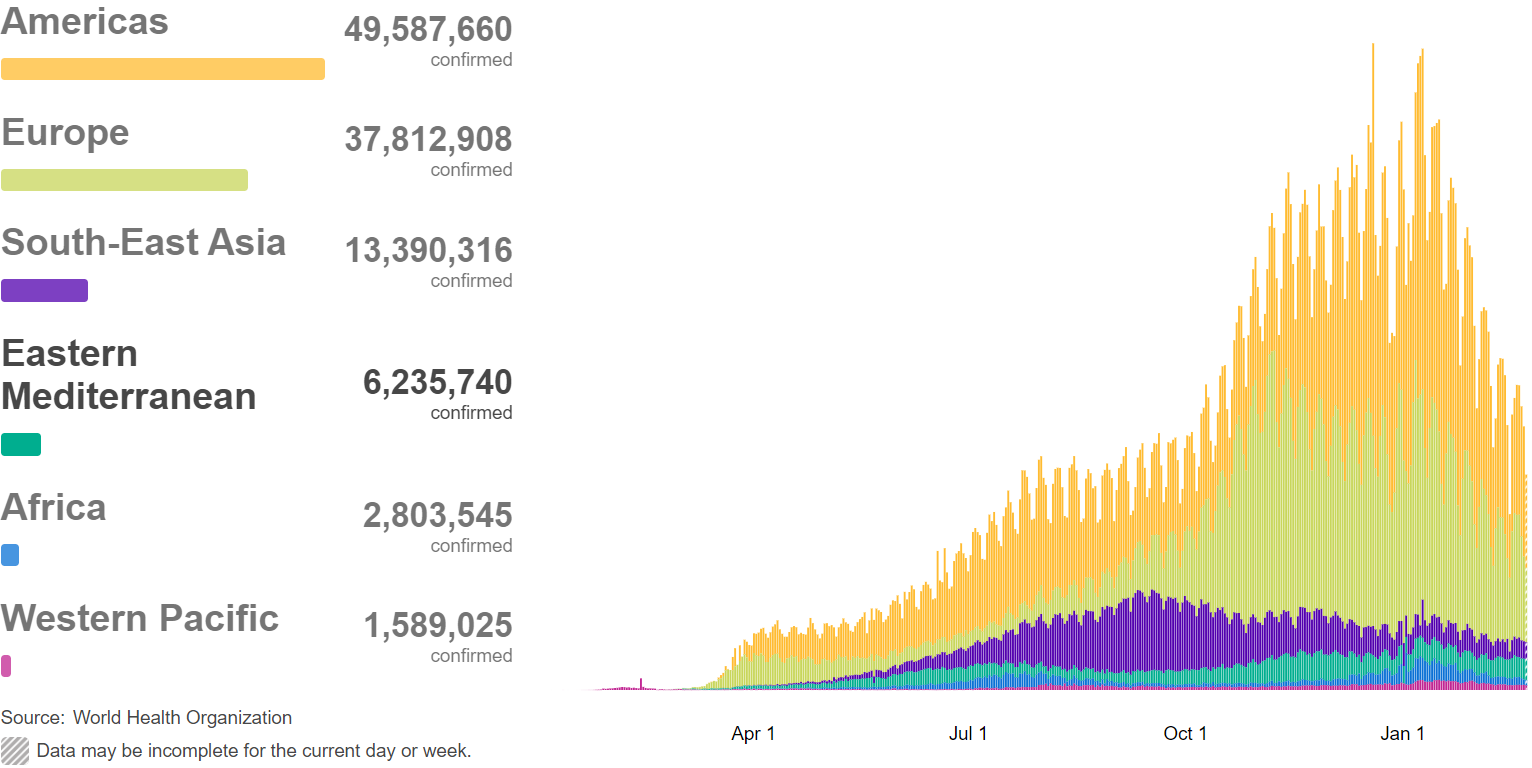 Americas
49,587,660
confirmed
Europe
37,812,908
confirmed
South-East Asia
13,390,316
confirmed
Eastern
Mediterranean
6,235,740
confirmed
Africa
2,803,545
confirmed
Western Pacific
1,589,025
confirmed
Source: World Health Organization
Data may be incomplete for the current day or week.
Apr 1
Jul 1
Oct 1
Jan 1